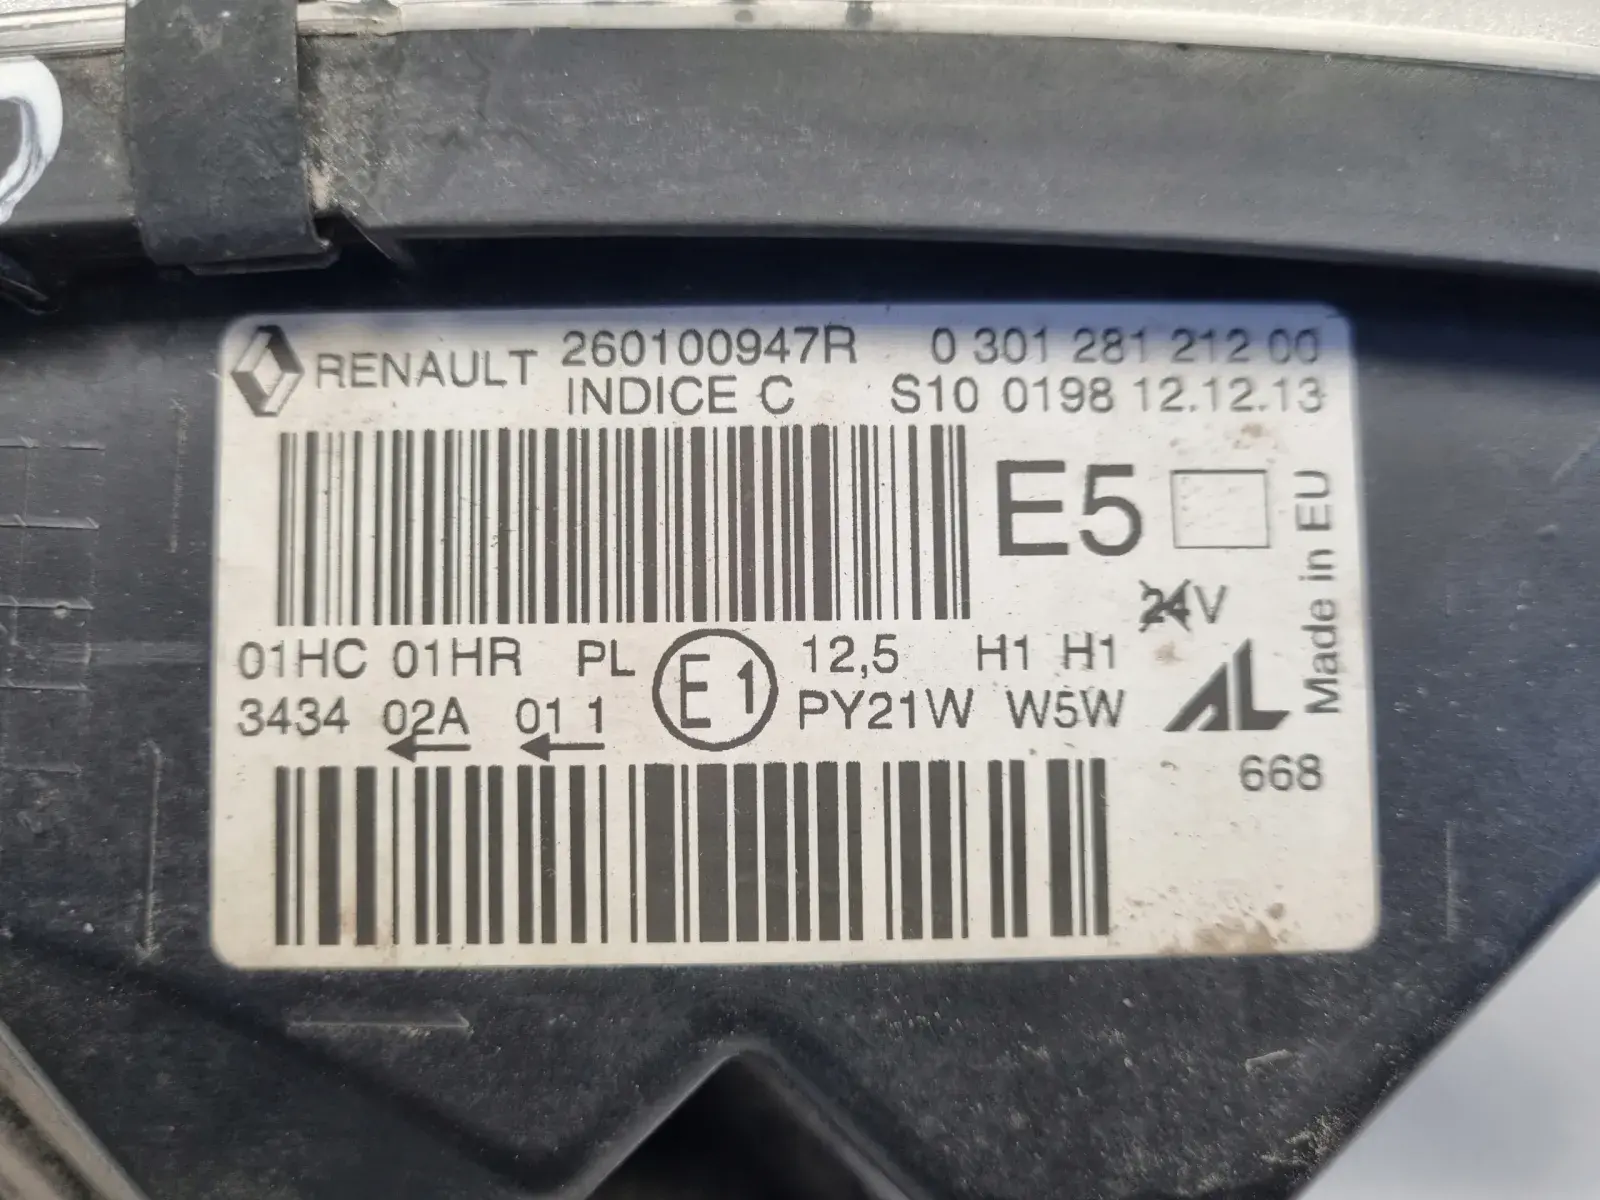 RENAULT 260100947R 0 301 281 212 00
INDICE C S10 0198 12.12.13
E5
Made in EU
24V
01HC 01HR PL E1 12,5 H1 H1
3434 02A 01 1 PY21W W5W AL
668